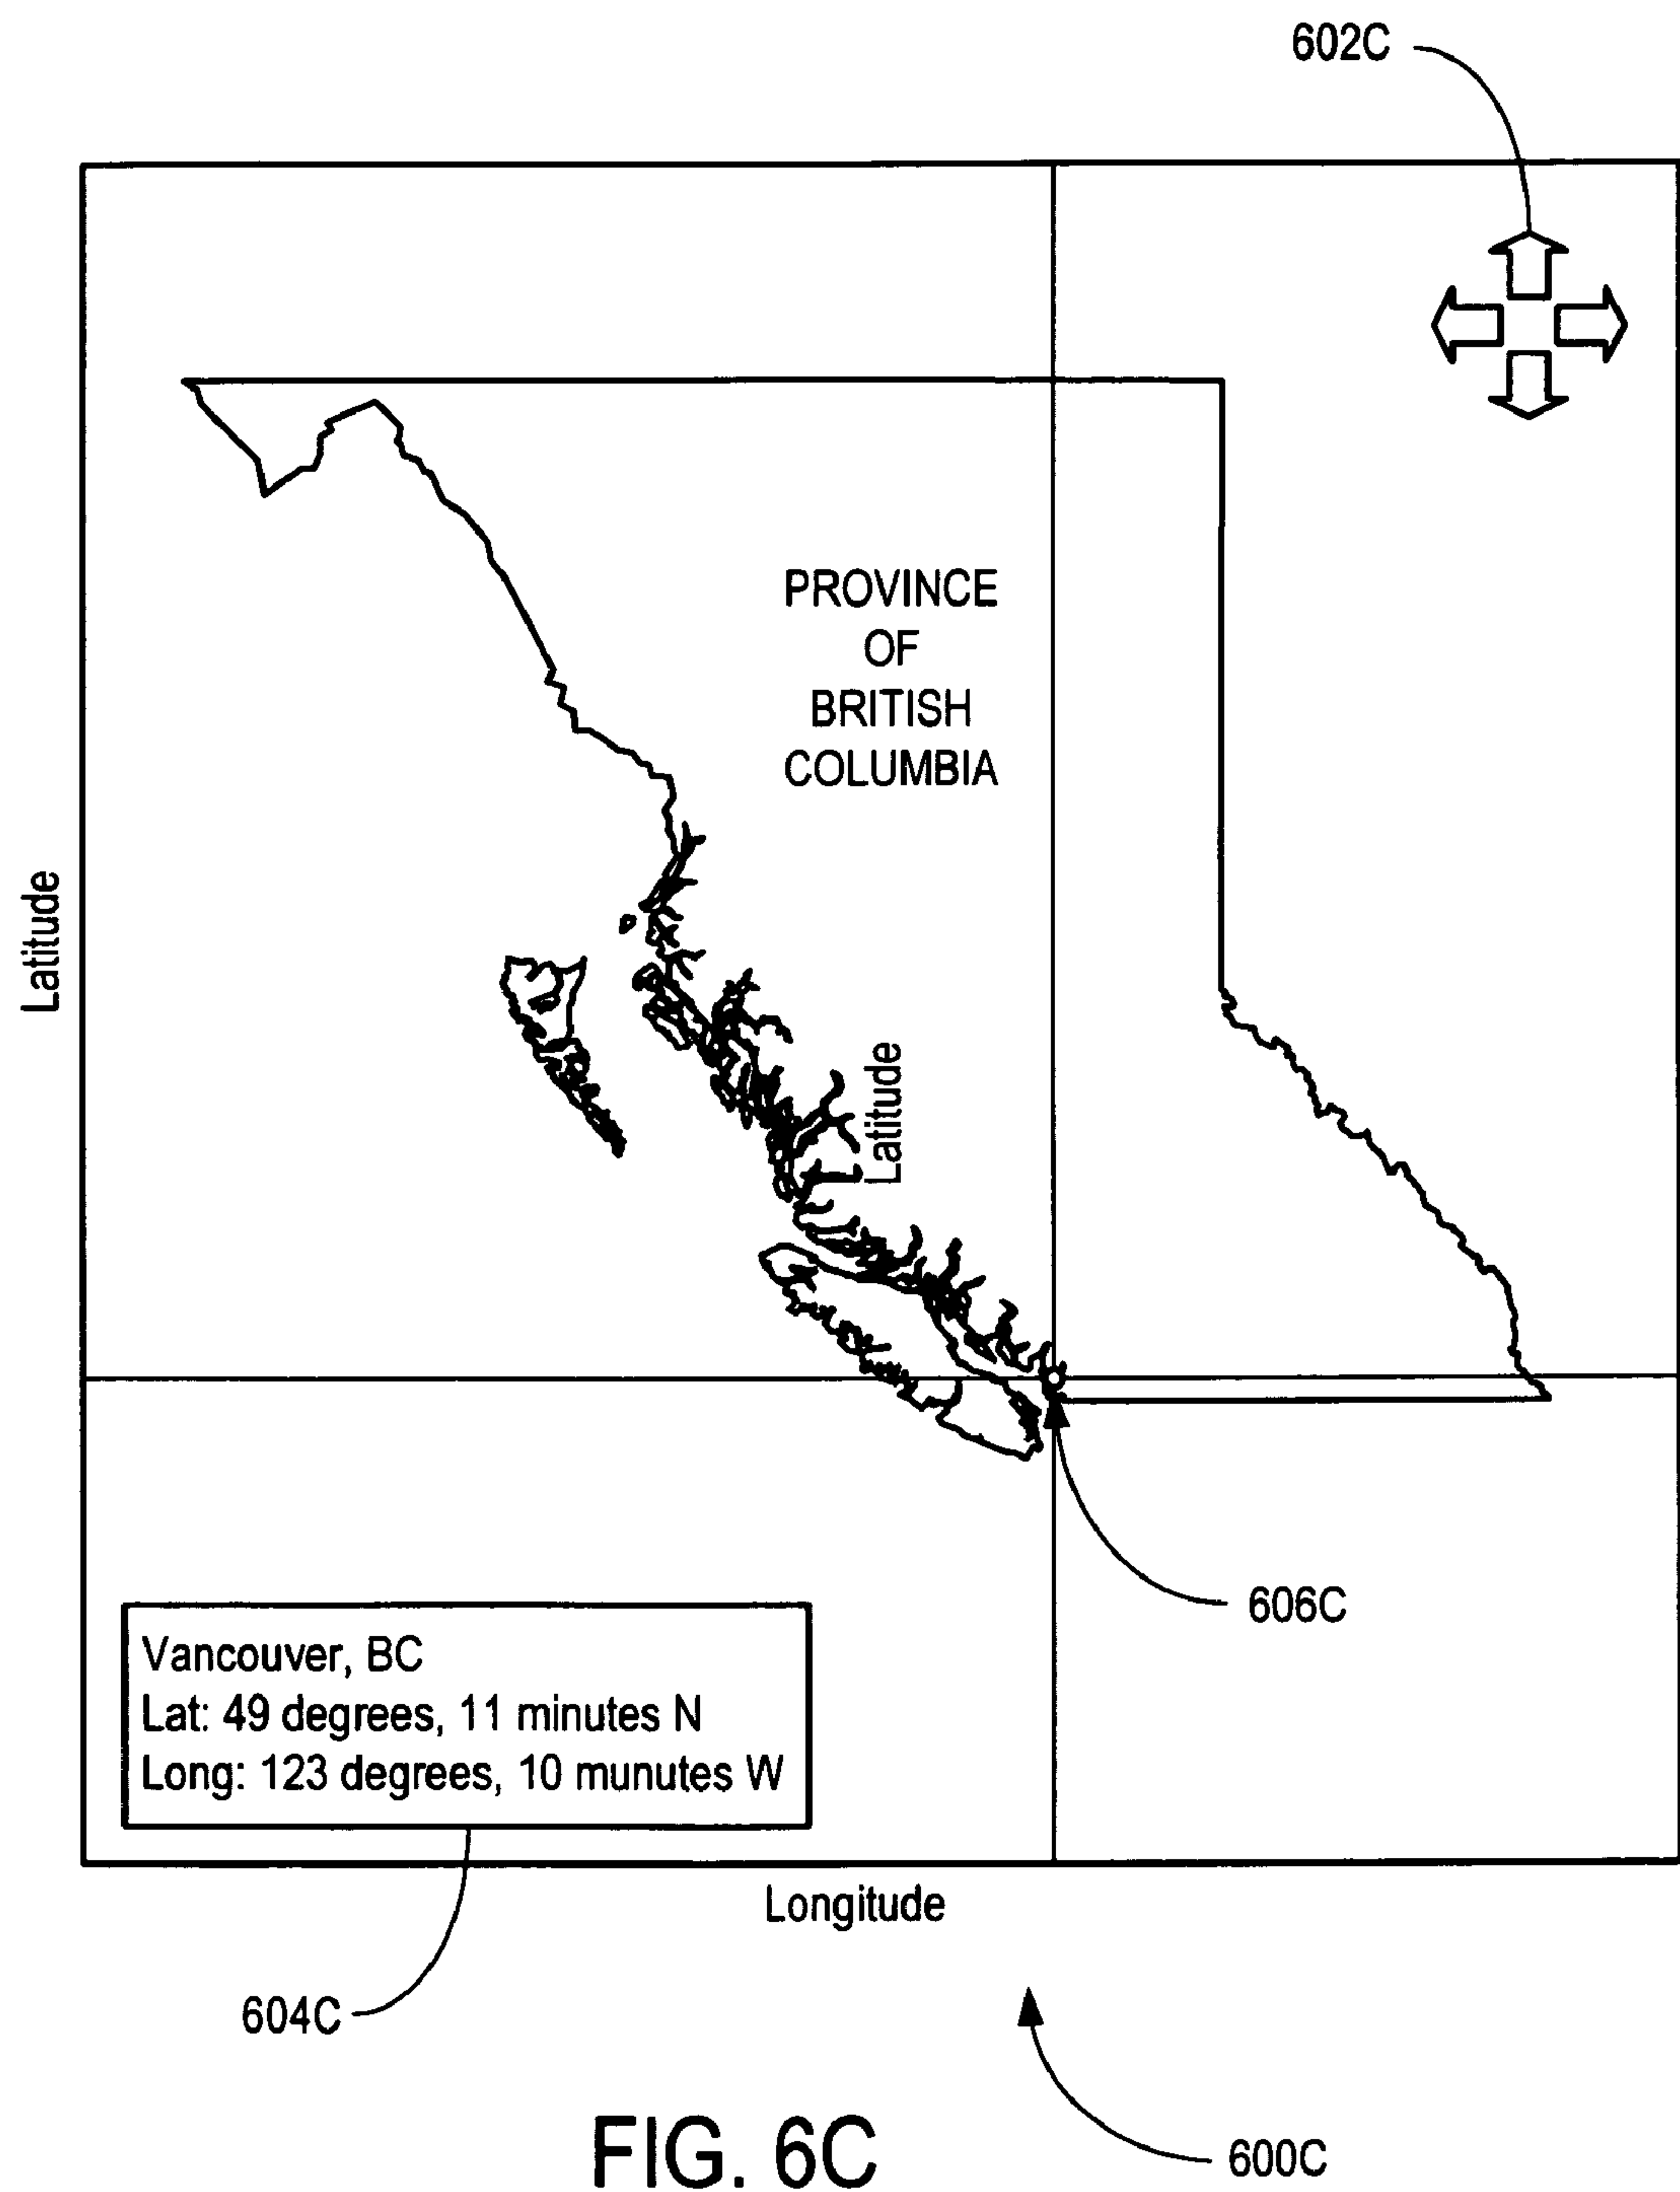 602C
PROVINCE
OF
BRITISH
COLUMBIA
Latitude
Latitude
606C
Vancouver, BC
Lat: 49 degrees, 11 minutes N
Long: 123 degrees, 10 munutes W
Longitude
604C
FIG. 6C
600C